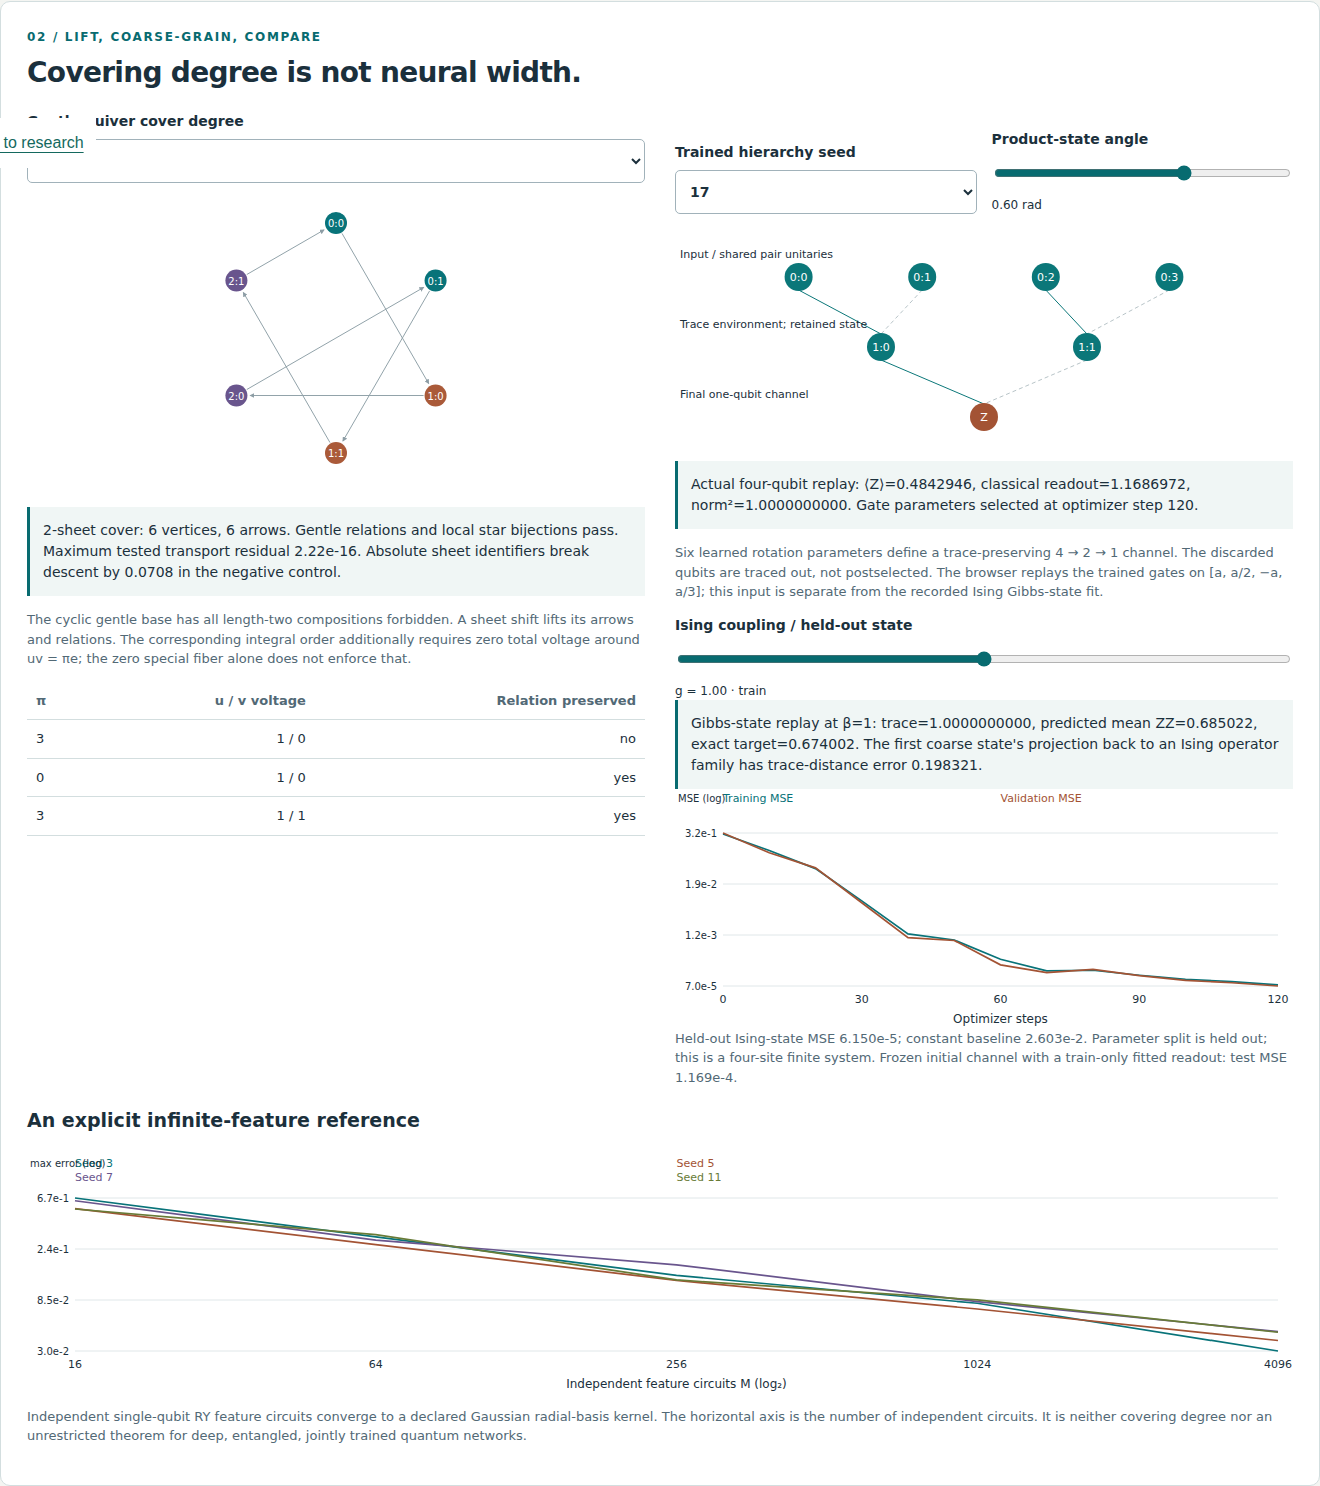 02 / LIFT, COARSE-GRAIN, COMPARE
Covering degree is not neural width.
uiver cover degree
to research
0:0
2:1
0:1
2:0
1:0
1:1
2-sheet cover: 6 vertices, 6 arrows. Gentle relations and local star bijections pass.
Maximum tested transport residual 2.22e-16. Absolute sheet identifiers break
descent by 0.0708 in the negative control.
The cyclic gentle base has all length-two compositions forbidden. A sheet shift lifts its arrows
and relations. The corresponding integral order additionally requires zero total voltage around
uv = πe; the zero special fiber alone does not enforce that.
π u / v voltage Relation preserved
3 1 / 0 no
0 1 / 0 yes
3 1 / 1 yes
Trained hierarchy seed
17
Product-state angle
0.60 rad
Input / shared pair unitaries
0:0 0:1 0:2 0:3
Trace environment; retained state
1:0 1:1
Final one-qubit channel
Z
Actual four-qubit replay: ⟨Z⟩=0.4842946, classical readout=1.1686972,
norm²=1.0000000000. Gate parameters selected at optimizer step 120.
Six learned rotation parameters define a trace-preserving 4 → 2 → 1 channel. The discarded
qubits are traced out, not postselected. The browser replays the trained gates on [a, a/2, −a,
a/3]; this input is separate from the recorded Ising Gibbs-state fit.
Ising coupling / held-out state
g = 1.00 · train
Gibbs-state replay at β=1: trace=1.0000000000, predicted mean ZZ=0.685022,
exact target=0.674002. The first coarse state's projection back to an Ising operator
family has trace-distance error 0.198321.
MSE (log) Training MSE Validation MSE
3.2e-1
1.9e-2
1.2e-3
7.0e-5
0 30 60 90 120
Optimizer steps
Held-out Ising-state MSE 6.150e-5; constant baseline 2.603e-2. Parameter split is held out;
this is a four-site finite system. Frozen initial channel with a train-only fitted readout: test MSE
1.169e-4.
An explicit infinite-feature reference
max error (log) Seed 3 Seed 5
Seed 7 Seed 11
6.7e-1
2.4e-1
8.5e-2
3.0e-2
16 64 256 1024 4096
Independent feature circuits M (log₂)
Independent single-qubit RY feature circuits converge to a declared Gaussian radial-basis kernel. The horizontal axis is the number of independent circuits. It is neither covering degree nor an
unrestricted theorem for deep, entangled, jointly trained quantum networks.